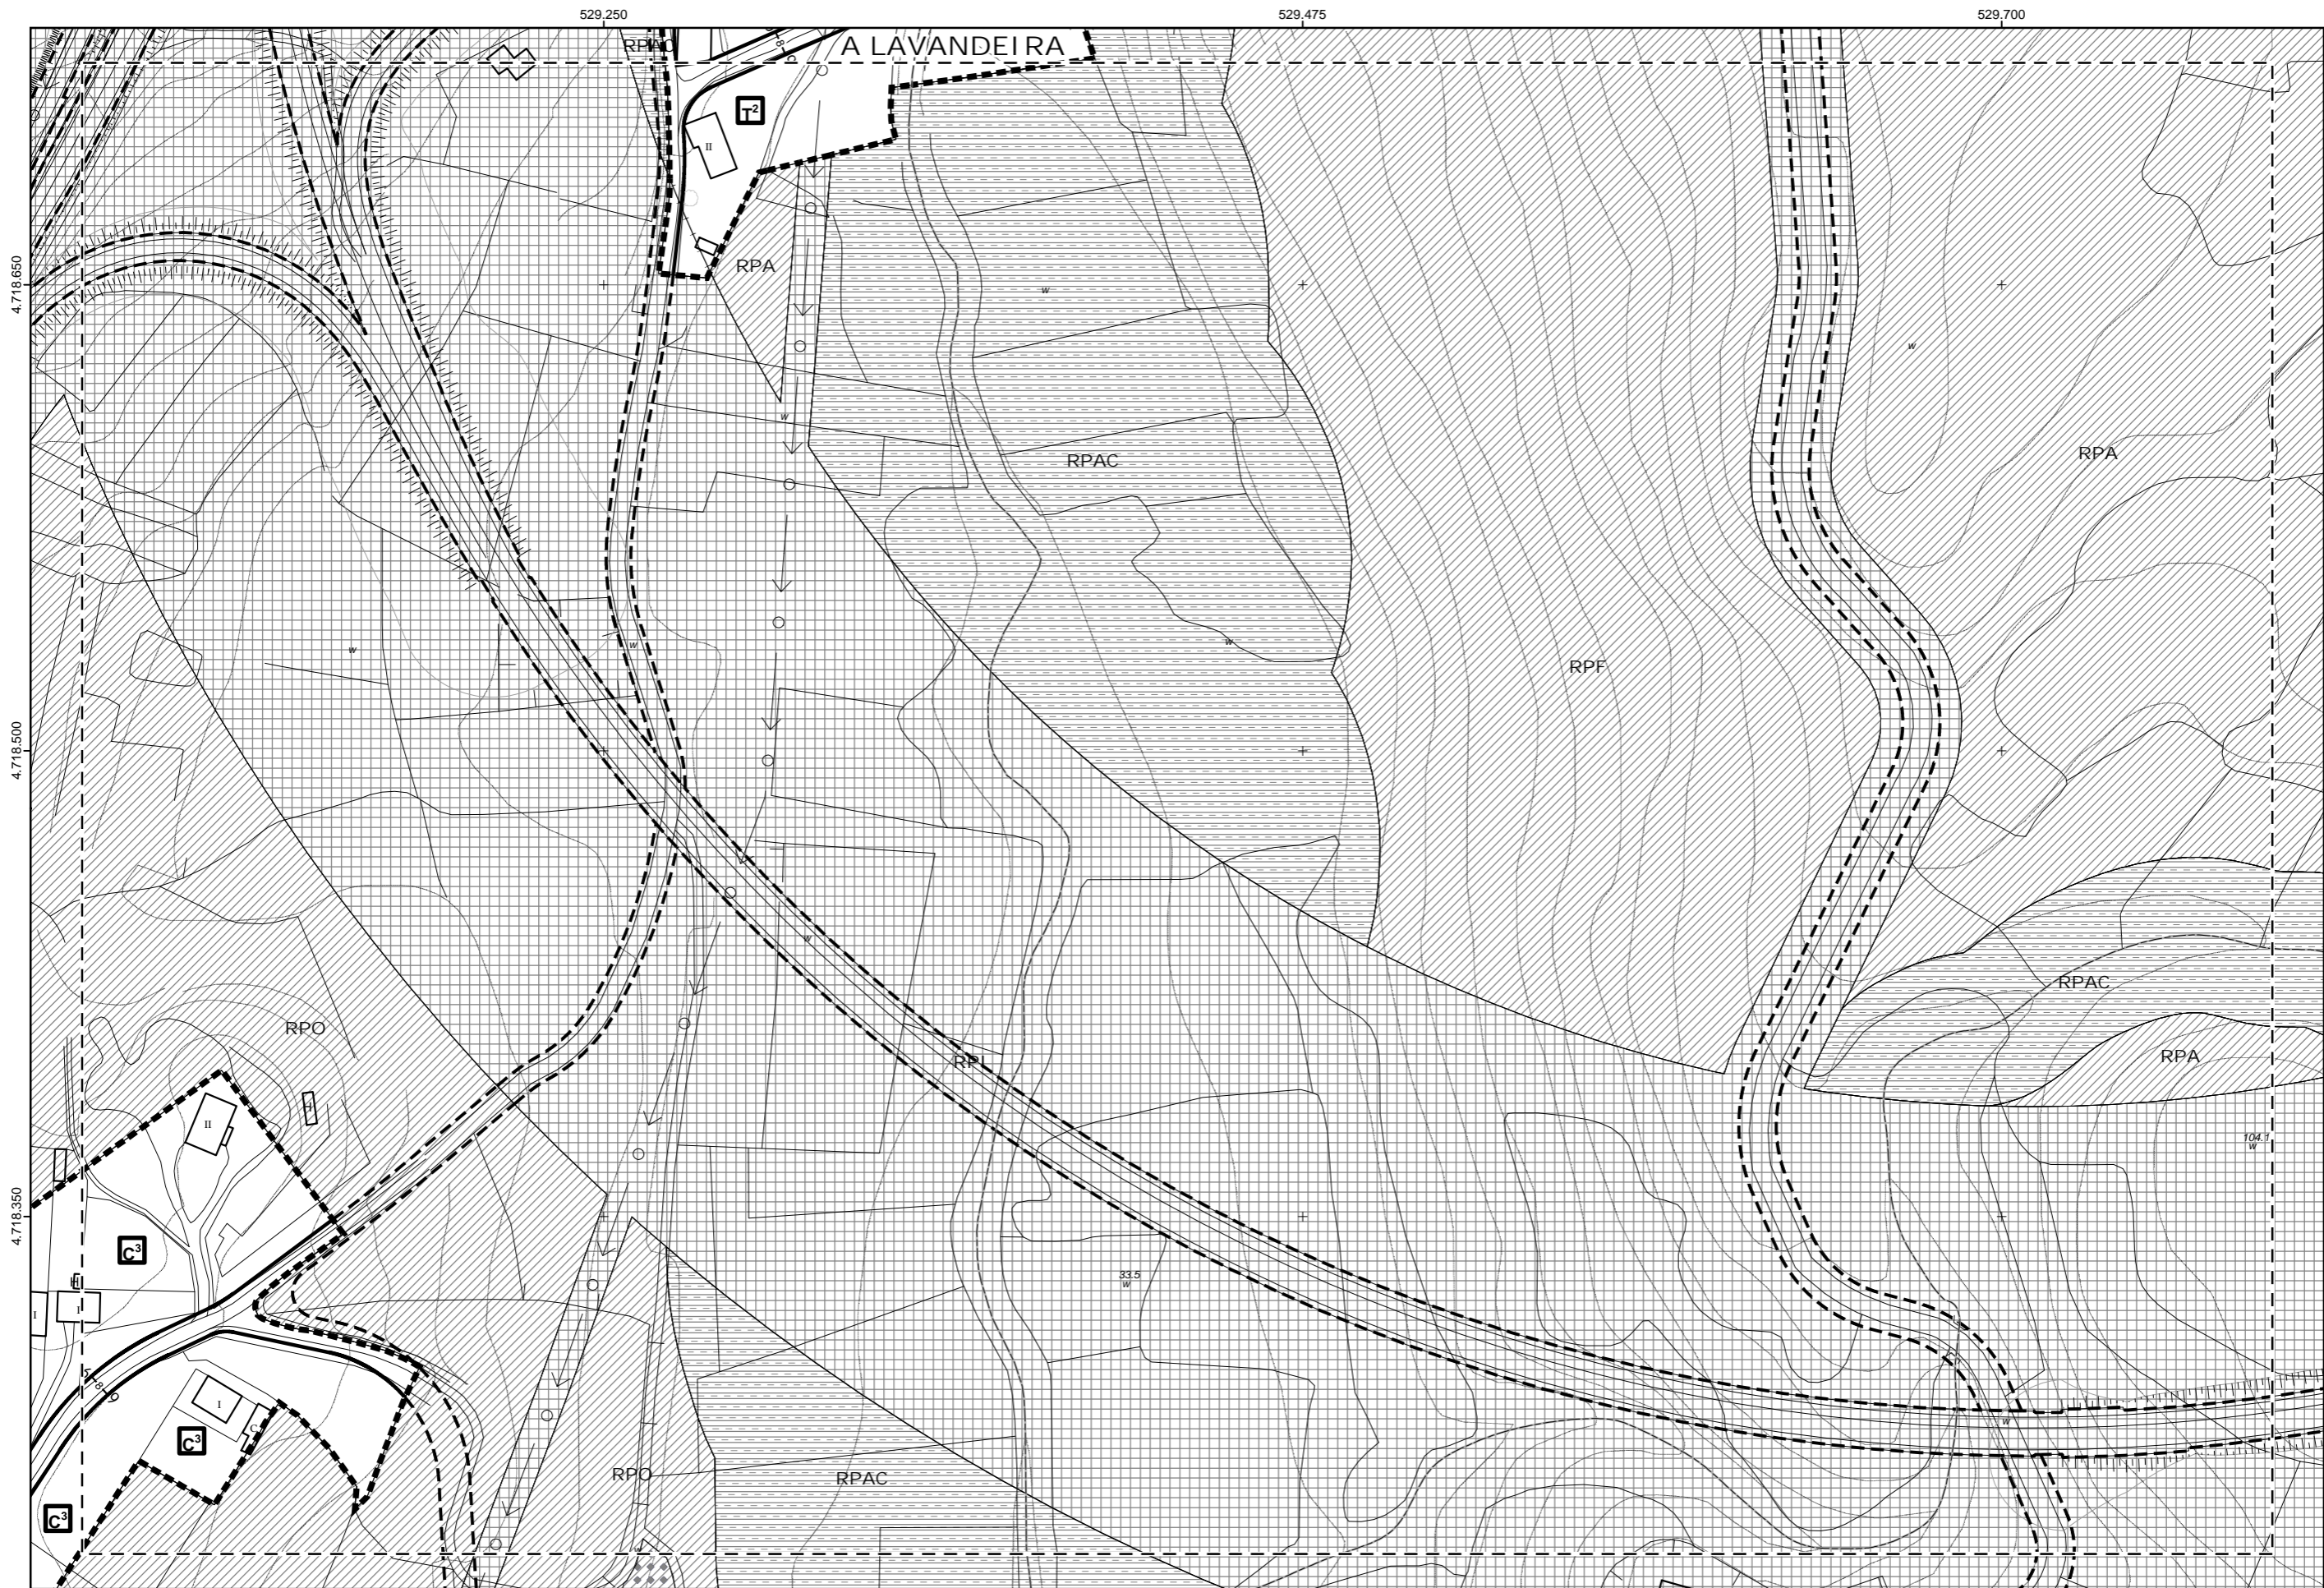 529.250
529.475
529.700
RPAC
A LAVANDEIRA
T²
II
4.718.650
RPA
w
w
w
RPAC
RPA
w
w
w
RPF
4.718.500
w
RPAC
RPO
RPI
RPA
II
104.1
w
4.718.350
C³
33.5
w
I
I
I
w
C³
C
RPO
RPAC
C³
w